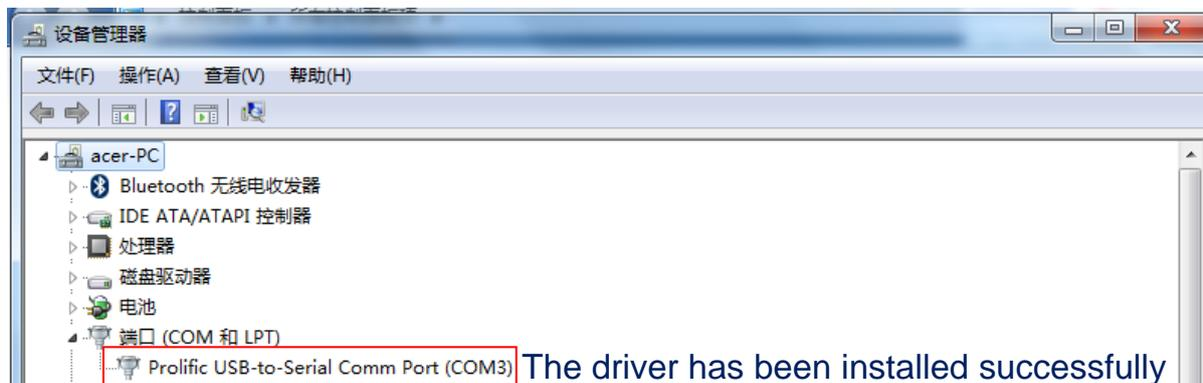 设备管理器
文件(F) 操作(A) 查看(V) 帮助(H)
acer-PC
Bluetooth 无线电收发器
IDE ATA/ATAPI 控制器
处理器
磁盘驱动器
电池
端口 (COM 和 LPT)
Prolific USB-to-Serial Comm Port (COM3) The driver has been installed successfully